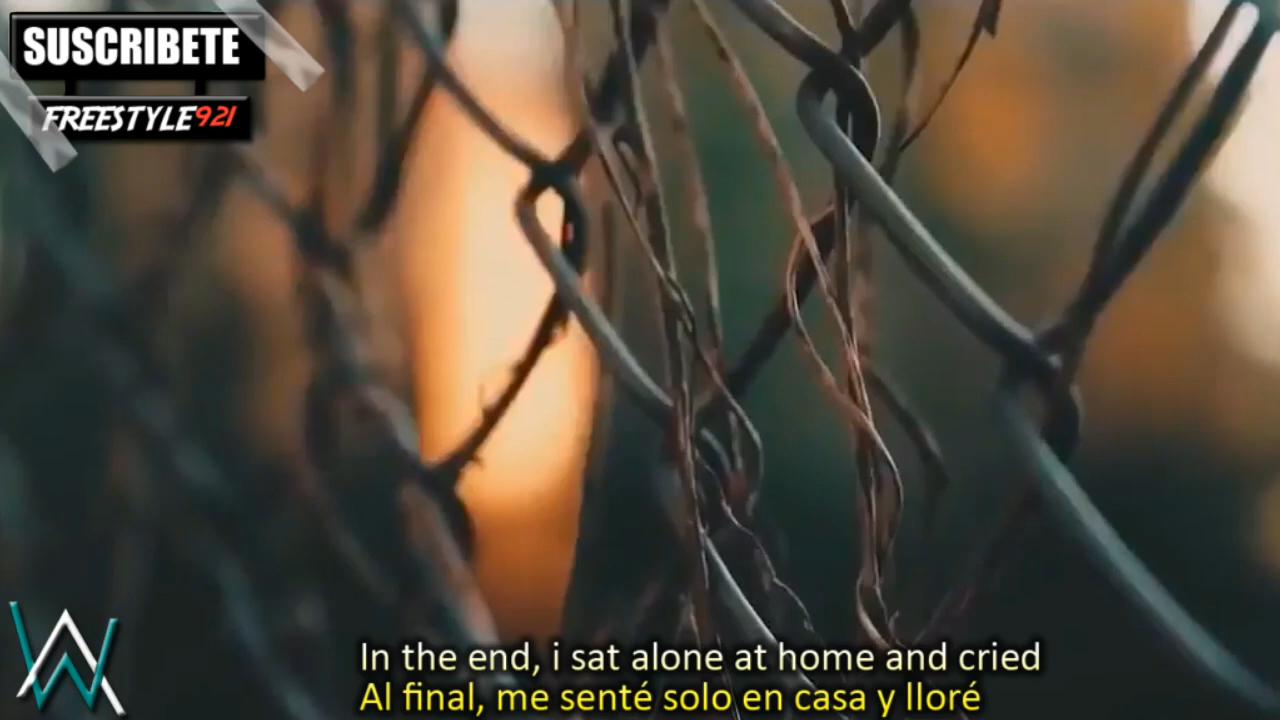 SUSCRIBETE
FREESTYLE921
In the end, i sat alone at home and cried
Al final, me senté solo en casa y lloré